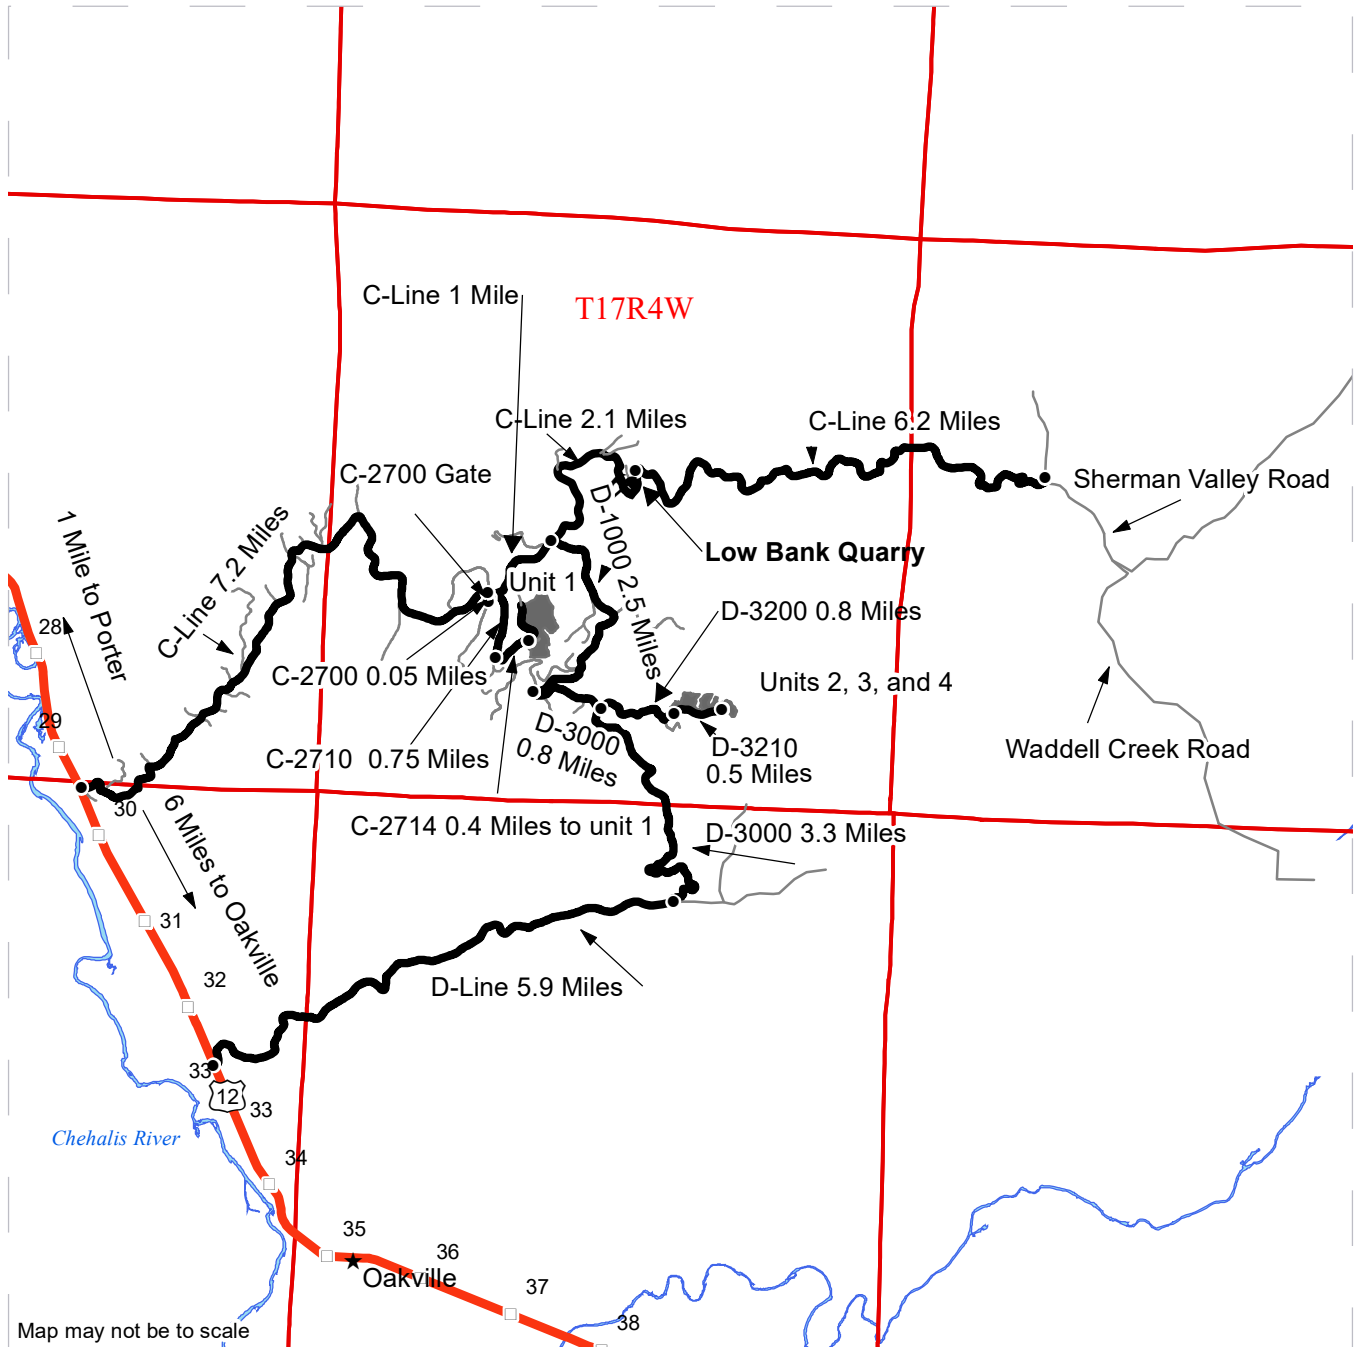 C-Line 1 Mile
T17R4W
C-Line 2.1 Miles
C-Line 6.2 Miles
C-2700 Gate
Sherman Valley Road
1 Mile to Porter
C-Line 7.2 Miles
D-1000 2.5 Miles
Low Bank Quarry
Unit 1
D-3200 0.8 Miles
28
C-2700 0.05 Miles
Units 2, 3, and 4
29
D-3000
0.8 Miles
D-3210
0.5 Miles
Waddell Creek Road
C-2710 0.75 Miles
30
6 Miles to Oakville
C-2714 0.4 Miles to unit 1
D-3000 3.3 Miles
31
32
D-Line 5.9 Miles
33
12
33
Chehalis River
34
35
36
Oakville
37
38
Map may not be to scale